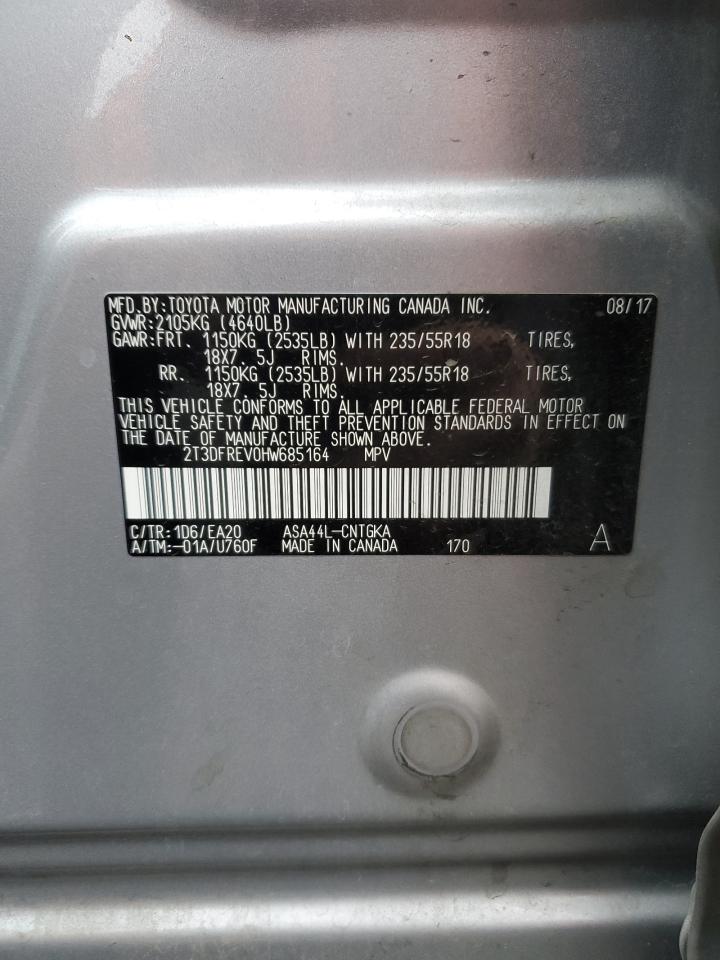 MFD.BY:TOYOTA MOTOR MANUFACTURING CANADA INC. 08/17
GVWR:2105KG (4640LB)
GAWR:FRT. 1150KG (2535LB) WITH 235/55R18 TIRES,
18X7. 5J RIMS.
RR. 1150KG (2535LB) WITH 235/55R18 TIRES,
18X7. 5J RIMS.
THIS VEHICLE CONFORMS TO ALL APPLICABLE FEDERAL MOTOR
VEHICLE SAFETY AND THEFT PREVENTION STANDARDS IN EFFECT ON
THE DATE OF MANUFACTURE SHOWN ABOVE.
2T3DFREV0HW685164 MPV
C/TR:1D6/EA20 ASA44L-CNTGKA
A/TM:-01A/U760F MADE IN CANADA 170 A